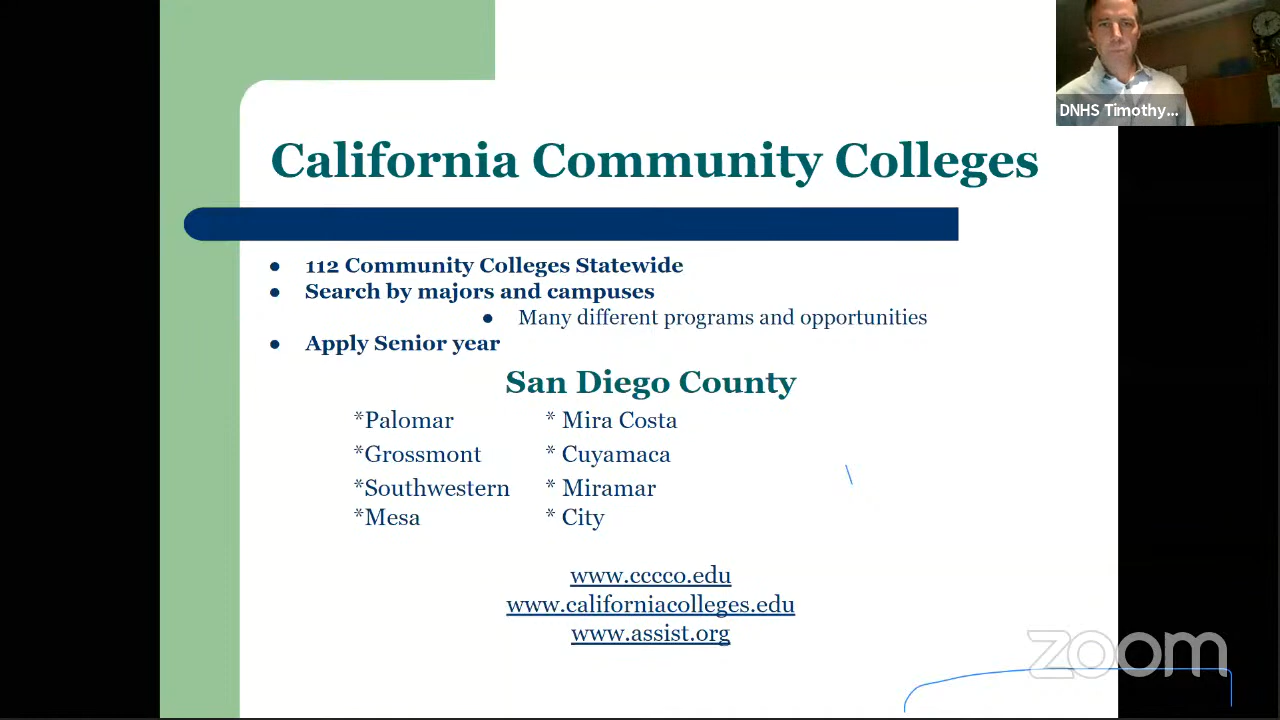 DNHS Timothy...
California Community Colleges
● 112 Community Colleges Statewide
● Search by majors and campuses
● Many different programs and opportunities
● Apply Senior year
San Diego County
*Palomar * Mira Costa
*Grossmont * Cuyamaca
*Southwestern * Miramar
*Mesa * City
www.cccco.edu
www.californiacolleges.edu
www.assist.org
zoom